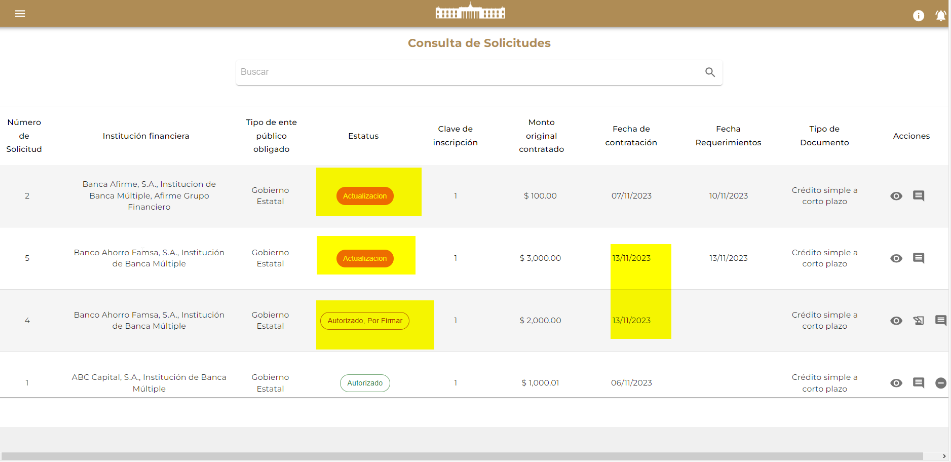 Consulta de Solicitudes
Buscar
Número
de
Solicitud
Institución financiera
Tipo de ente
público
obligado
Estatus
Clave de
inscripción
Monto
original
contratado
Fecha de
contratación
Fecha
Requerimientos
Tipo de
Documento
Acciones
2
Banca Afirme, S.A., Institucion de
Banca Múltiple, Afirme Grupo
Financiero
Gobierno
Estatal
Actualizacion
1
$ 100.00
07/11/2023
10/11/2023
Crédito simple a
corto plazo
5
Banco Ahorro Famsa, S.A., Institución
de Banca Múltiple
Gobierno
Estatal
Actualizacion
1
$ 3,000.00
13/11/2023
13/11/2023
Crédito simple a
corto plazo
4
Banco Ahorro Famsa, S.A., Institución
de Banca Múltiple
Gobierno
Estatal
Autorizado, Por Firmar
1
$ 2,000.00
13/11/2023
Crédito simple a
corto plazo
1
ABC Capital, S.A., Institución de Banca
Múltiple
Gobierno
Estatal
Autorizado
1
$ 1,000.01
06/11/2023
Crédito simple a
corto plazo